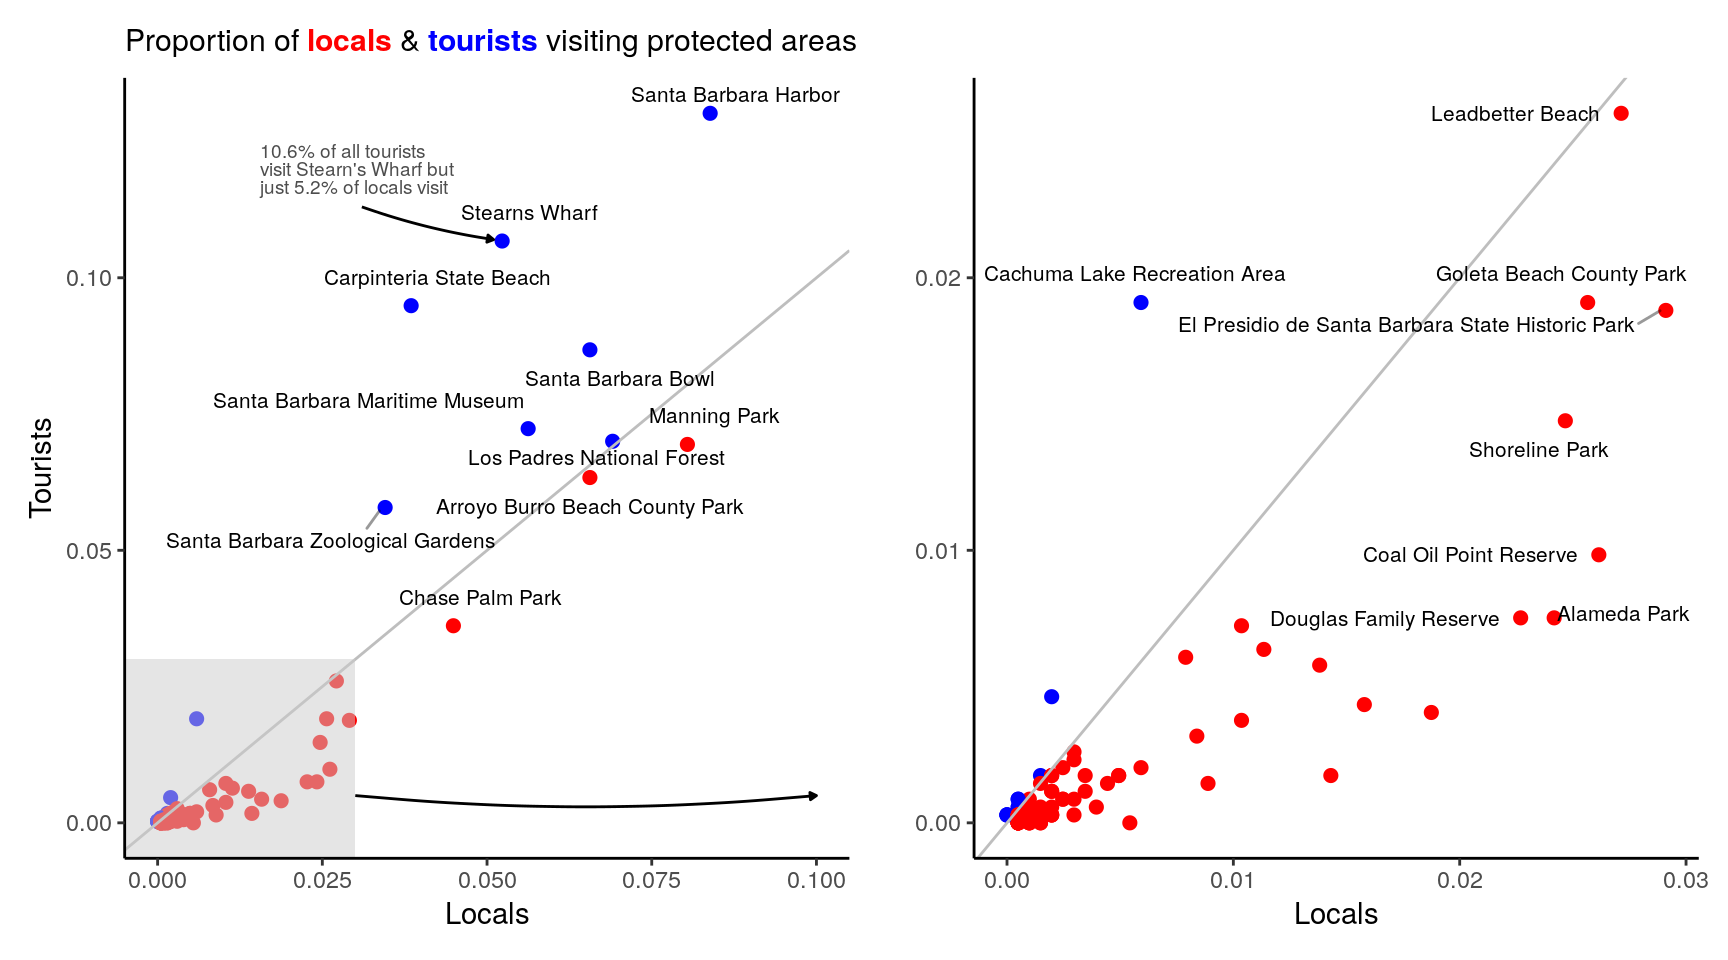 Proportion of locals & tourists visiting protected areas
Santa Barbara Harbor
10.6% of all tourists
visit Stearn's Wharf but
just 5.2% of locals visit
Stearns Wharf
Carpinteria State Beach
Santa Barbara Bowl
Santa Barbara Maritime Museum
Manning Park
Los Padres National Forest
Arroyo Burro Beach County Park
Santa Barbara Zoological Gardens
Chase Palm Park
Tourists
0.10
0.05
0.00
0.000
0.025
0.050
0.075
0.100
Locals
Leadbetter Beach
Cachuma Lake Recreation Area
Goleta Beach County Park
El Presidio de Santa Barbara State Historic Park
Shoreline Park
Coal Oil Point Reserve
Douglas Family Reserve
Alameda Park
0.02
0.01
0.00
0.00
0.01
0.02
0.03
Locals